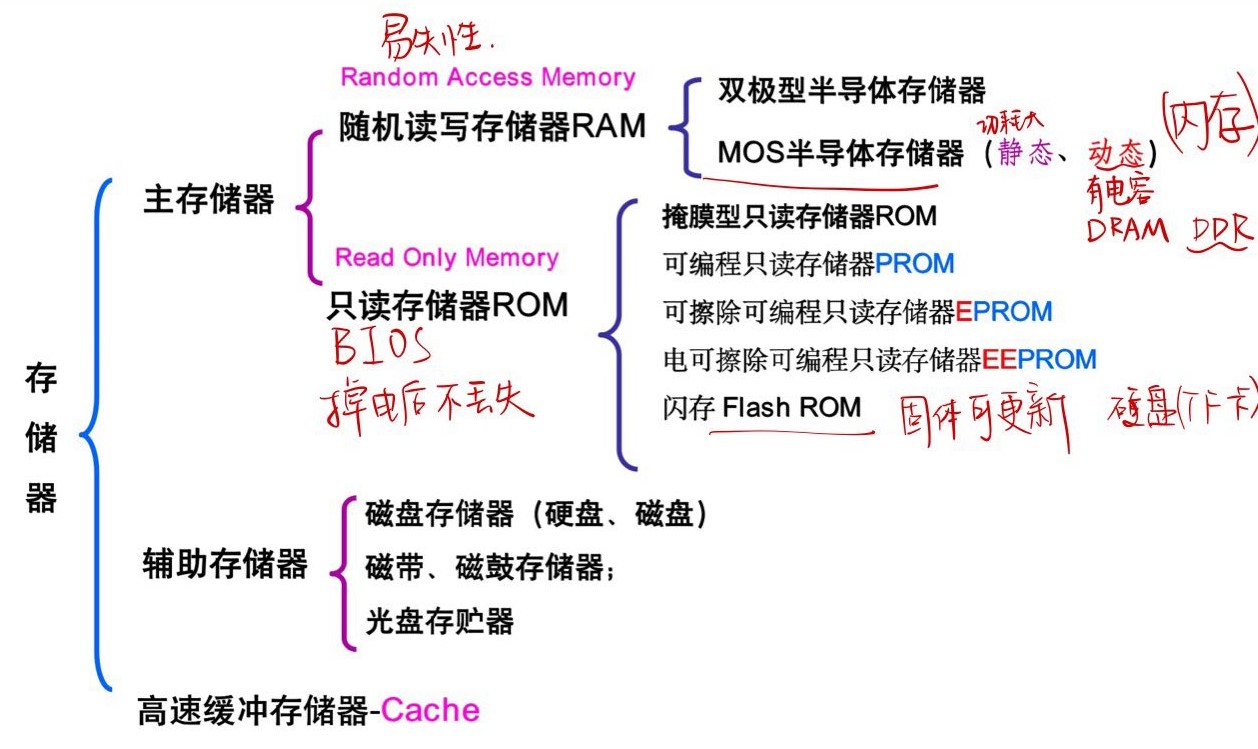 易失性.
Random Access Memory
随机读写存储器RAM
双极型半导体存储器
功耗大
MOS半导体存储器（静态、动态）
(内存)
有电容
DRAM DDR
主存储器
Read Only Memory
只读存储器ROM
BIOS
掉电后不丢失
掩膜型只读存储器ROM
可编程只读存储器PROM
可擦除可编程只读存储器EPROM
电可擦除可编程只读存储器EEPROM
闪存 Flash ROM 固体可更新 硬盘(TF卡)
存
储
器
辅助存储器
磁盘存储器（硬盘、磁盘）
磁带、磁鼓存储器；
光盘存贮器
高速缓冲存储器-Cache